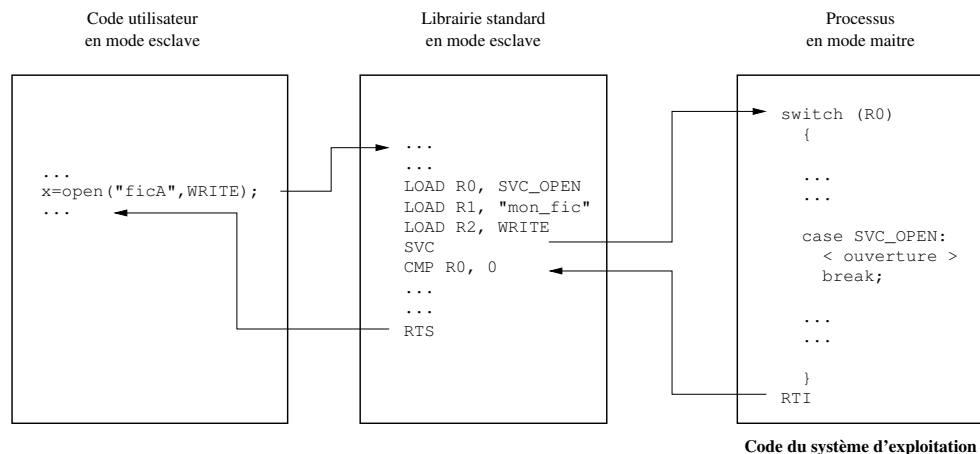 Code utilisateur
en mode esclave
Librairie standard
en mode esclave
Processus
en mode maitre
...
x=open("ficA",WRITE);
...
...
...
LOAD R0, SVC_OPEN
LOAD R1, "mon_fic"
LOAD R2, WRITE
SVC
CMP R0, 0
...
...
RTS
switch (R0)
{
...
...
case SVC_OPEN:
< ouverture >
break;
...
...
}
RTI
Code du système d'exploitation